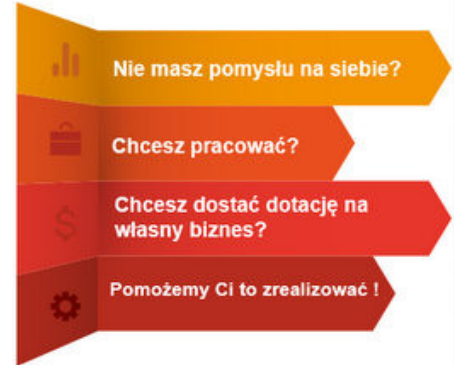 Nie masz pomysłu na siebie?
Chcesz pracować?
Chcesz dostać dotację na
własny biznes?
Pomożemy Ci to zrealizować !